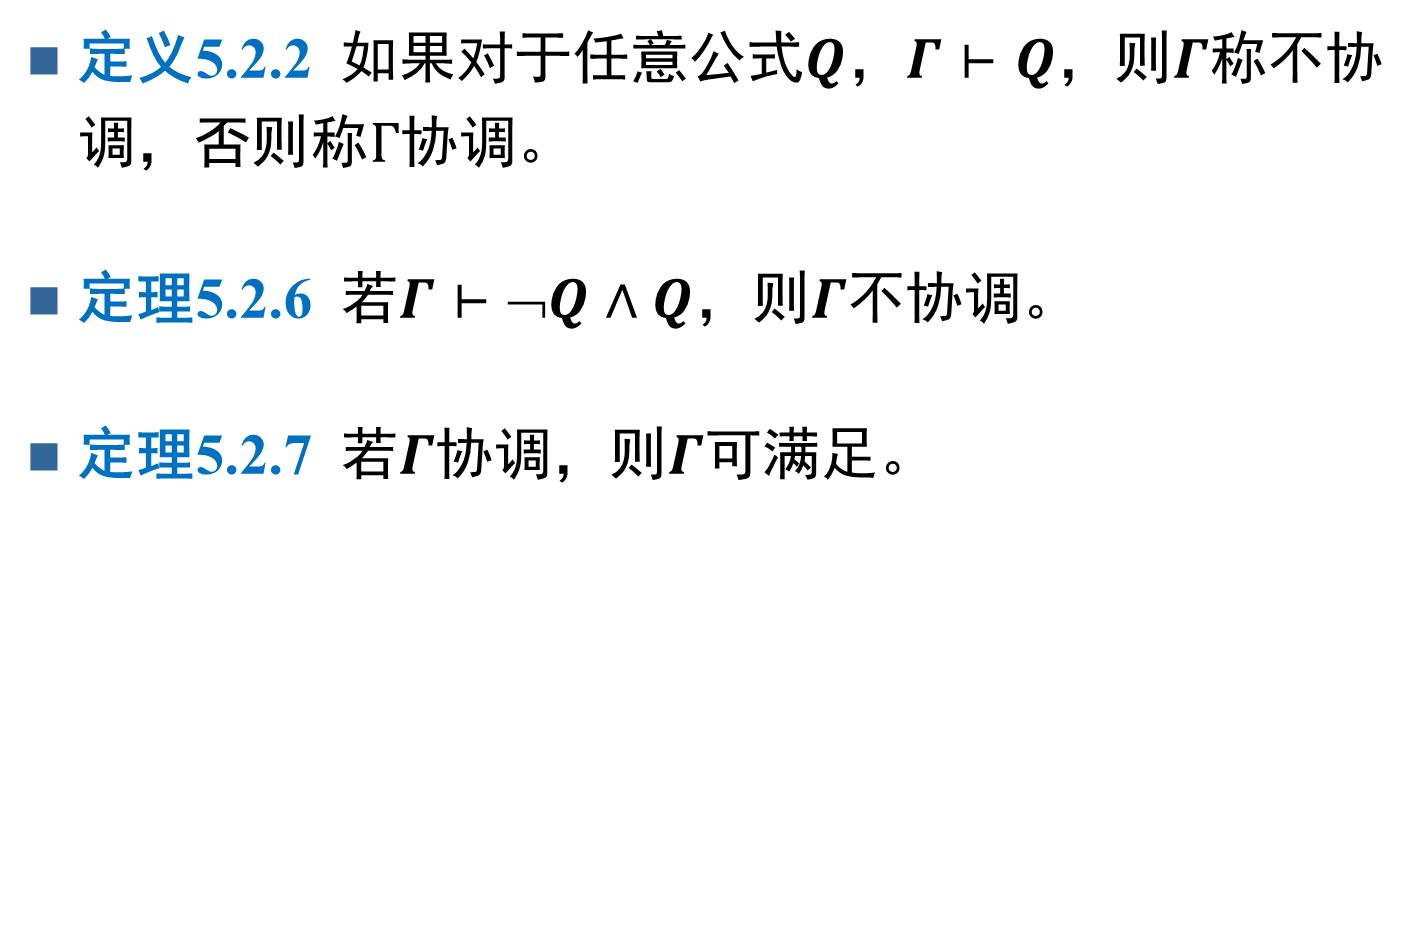 ■ 定义5.2.2 如果对于任意公式Q，Γ ⊢ Q，则Γ称不协
调，否则称Γ协调。
■ 定理5.2.6 若Γ ⊢ ¬Q ∧ Q，则Γ不协调。
■ 定理5.2.7 若Γ协调，则Γ可满足。